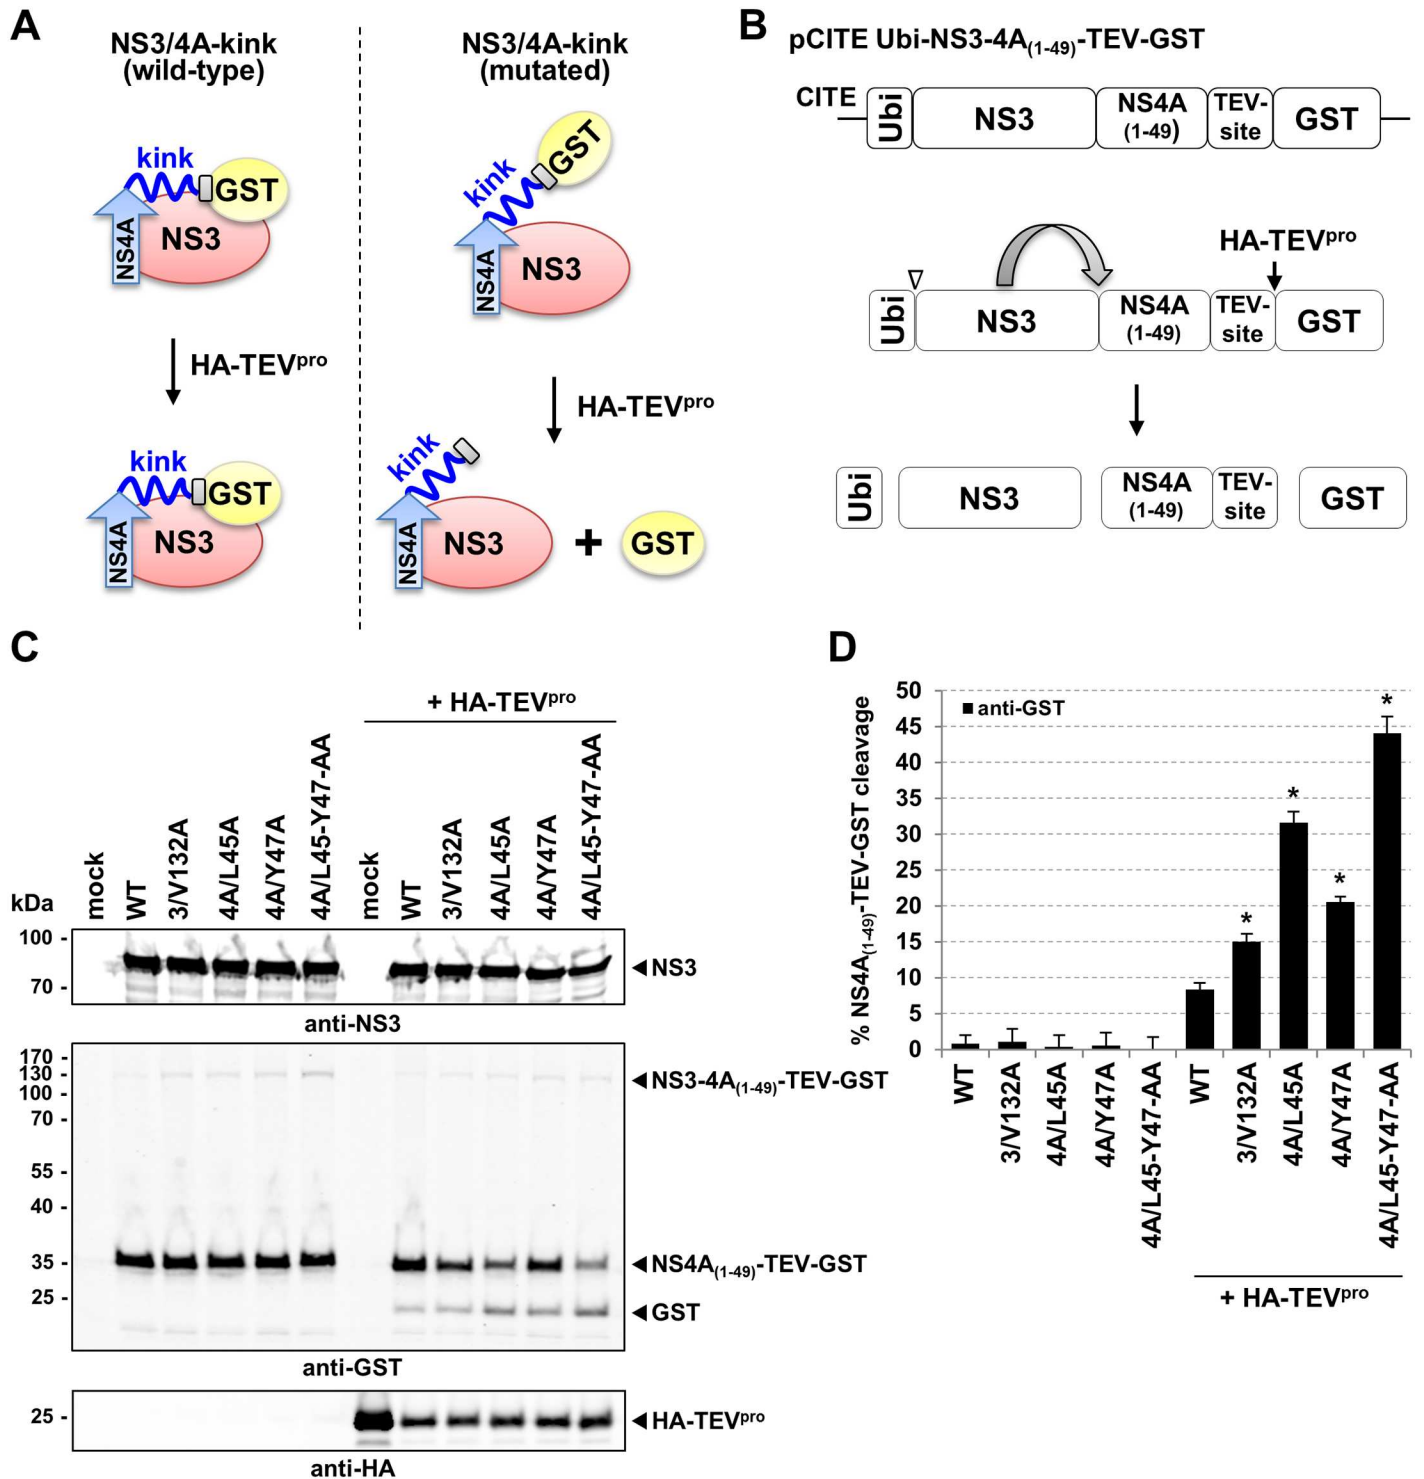 A
NS3/4A-kink
(wild-type)
kink
GST
NS4A
NS3
HA-TEVpro
kink
GST
NS4A
NS3
NS3/4A-kink
(mutated)
kink
GST
NS4A
NS3
HA-TEVpro
kink
NS4A
NS3
+
GST
B
pCITE Ubi-NS3-4A(1-49)-TEV-GST
CITE
Ubi
NS3
NS4A
(1-49)
TEV-
site
GST
HA-TEVpro
Ubi
NS3
NS4A
(1-49)
TEV-
site
GST
Ubi
NS3
NS4A
(1-49)
TEV-
site
GST
C
+ HA-TEVpro
kDa
mock
WT
3/V132A
4A/L45A
4A/Y47A
4A/L45-Y47-AA
mock
WT
3/V132A
4A/L45A
4A/Y47A
4A/L45-Y47-AA
100 -
70 -
NS3
anti-NS3
170 -
130 -
100 -
70 -
55 -
40 -
35 -
25 -
NS3-4A(1-49)-TEV-GST
NS4A(1-49)-TEV-GST
GST
anti-GST
25 -
HA-TEVpro
anti-HA
D
% NS4A(1-49)-TEV-GST cleavage
50
45
40
35
30
25
20
15
10
5
0
anti-GST
*
*
*
*
WT
3/V132A
4A/L45A
4A/Y47A
4A/L45-Y47-AA
WT
3/V132A
4A/L45A
4A/Y47A
4A/L45-Y47-AA
+ HA-TEVpro